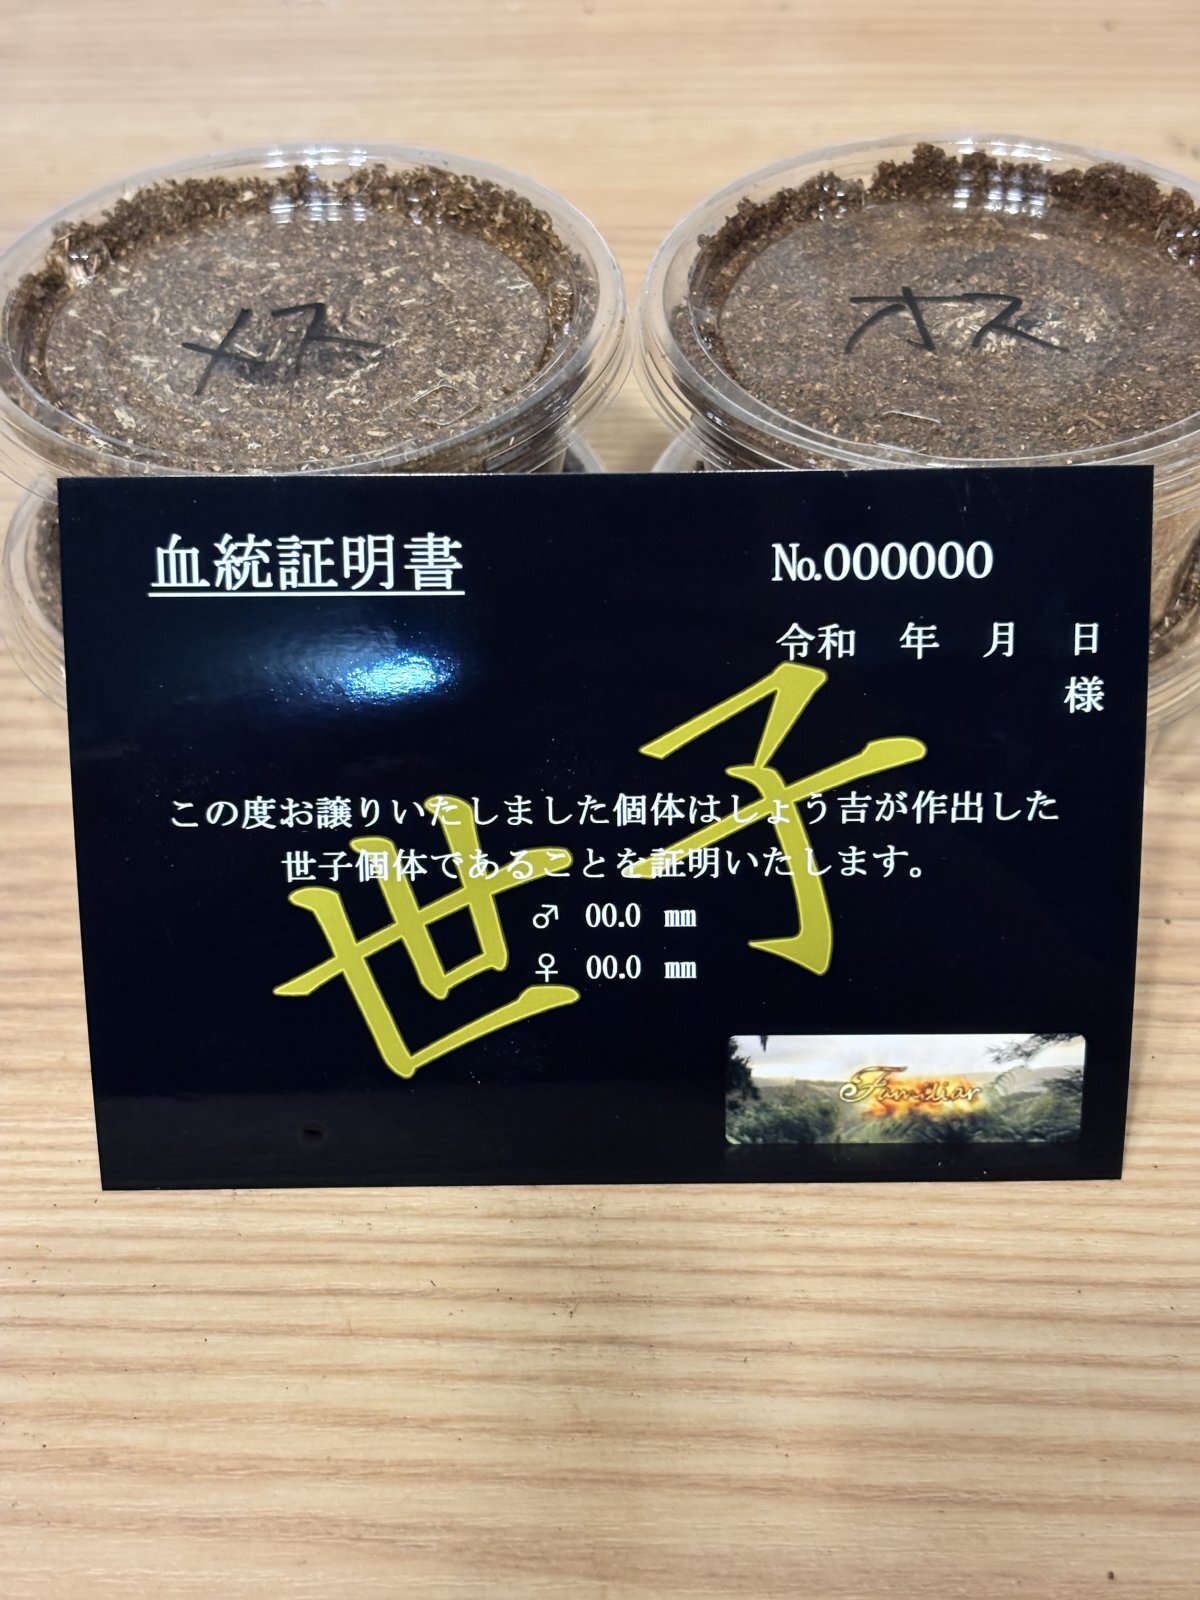 メス
オス
血統証明書
№.000000
令和 年 月 日
様
この度お譲りいたしました個体はしょう吉が作出した
世子個体であることを証明いたします。
♂ 00.0 ㎜
♀ 00.0 ㎜
世子
Familiar